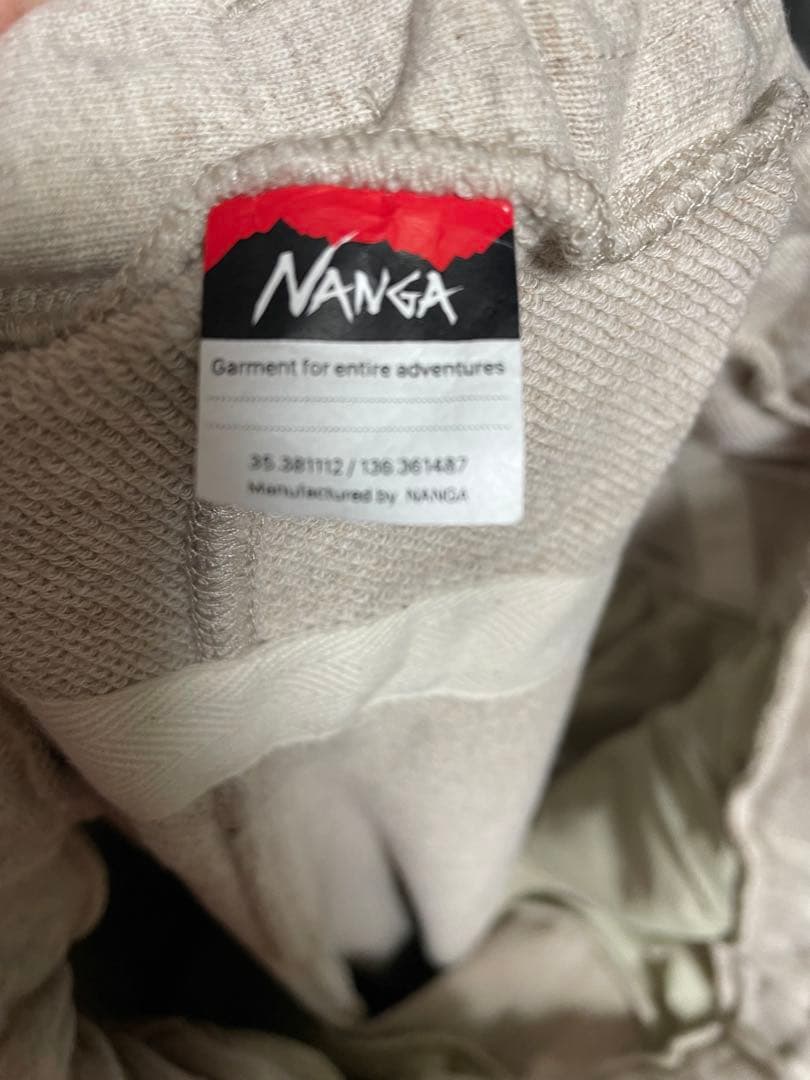 NANGA
Garment for entire adventures
35.381112 / 136.361487
Manufactured by NANGA